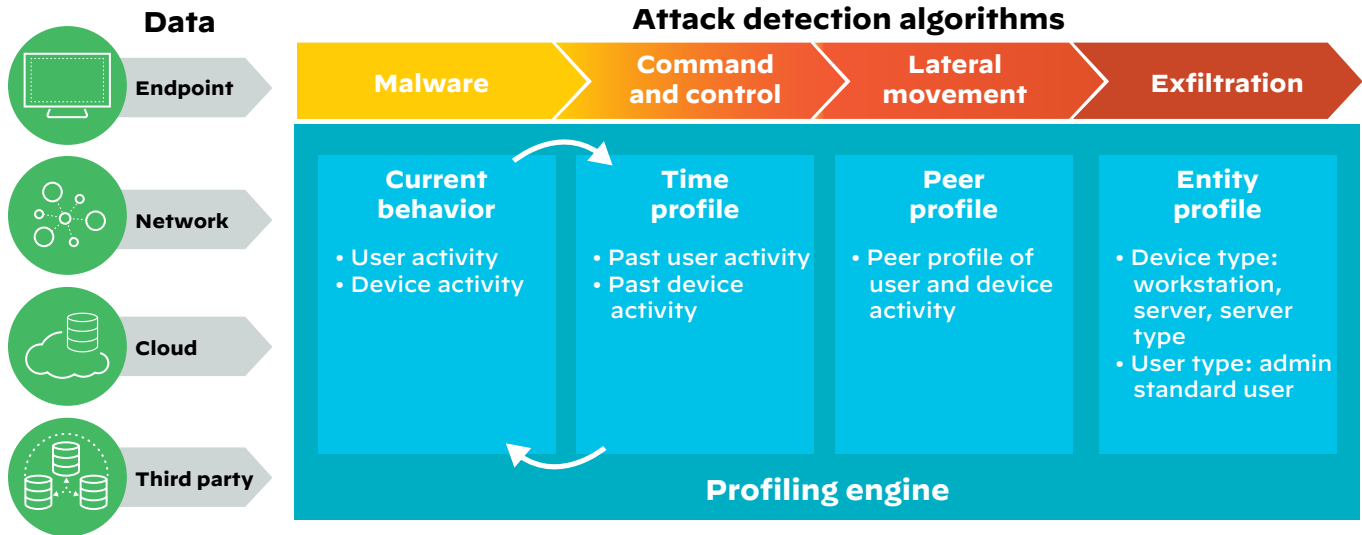 Data
Endpoint
Network
Cloud
Third party
Attack detection algorithms
Malware
Command
and control
Lateral
movement
Exfiltration
Current
behavior
• User activity
• Device activity
Time
profile
• Past user activity
• Past device
activity
Peer
profile
• Peer profile of
user and device
activity
Entity
profile
• Device type:
workstation,
server, server
type
• User type: admin
standard user
Profiling engine